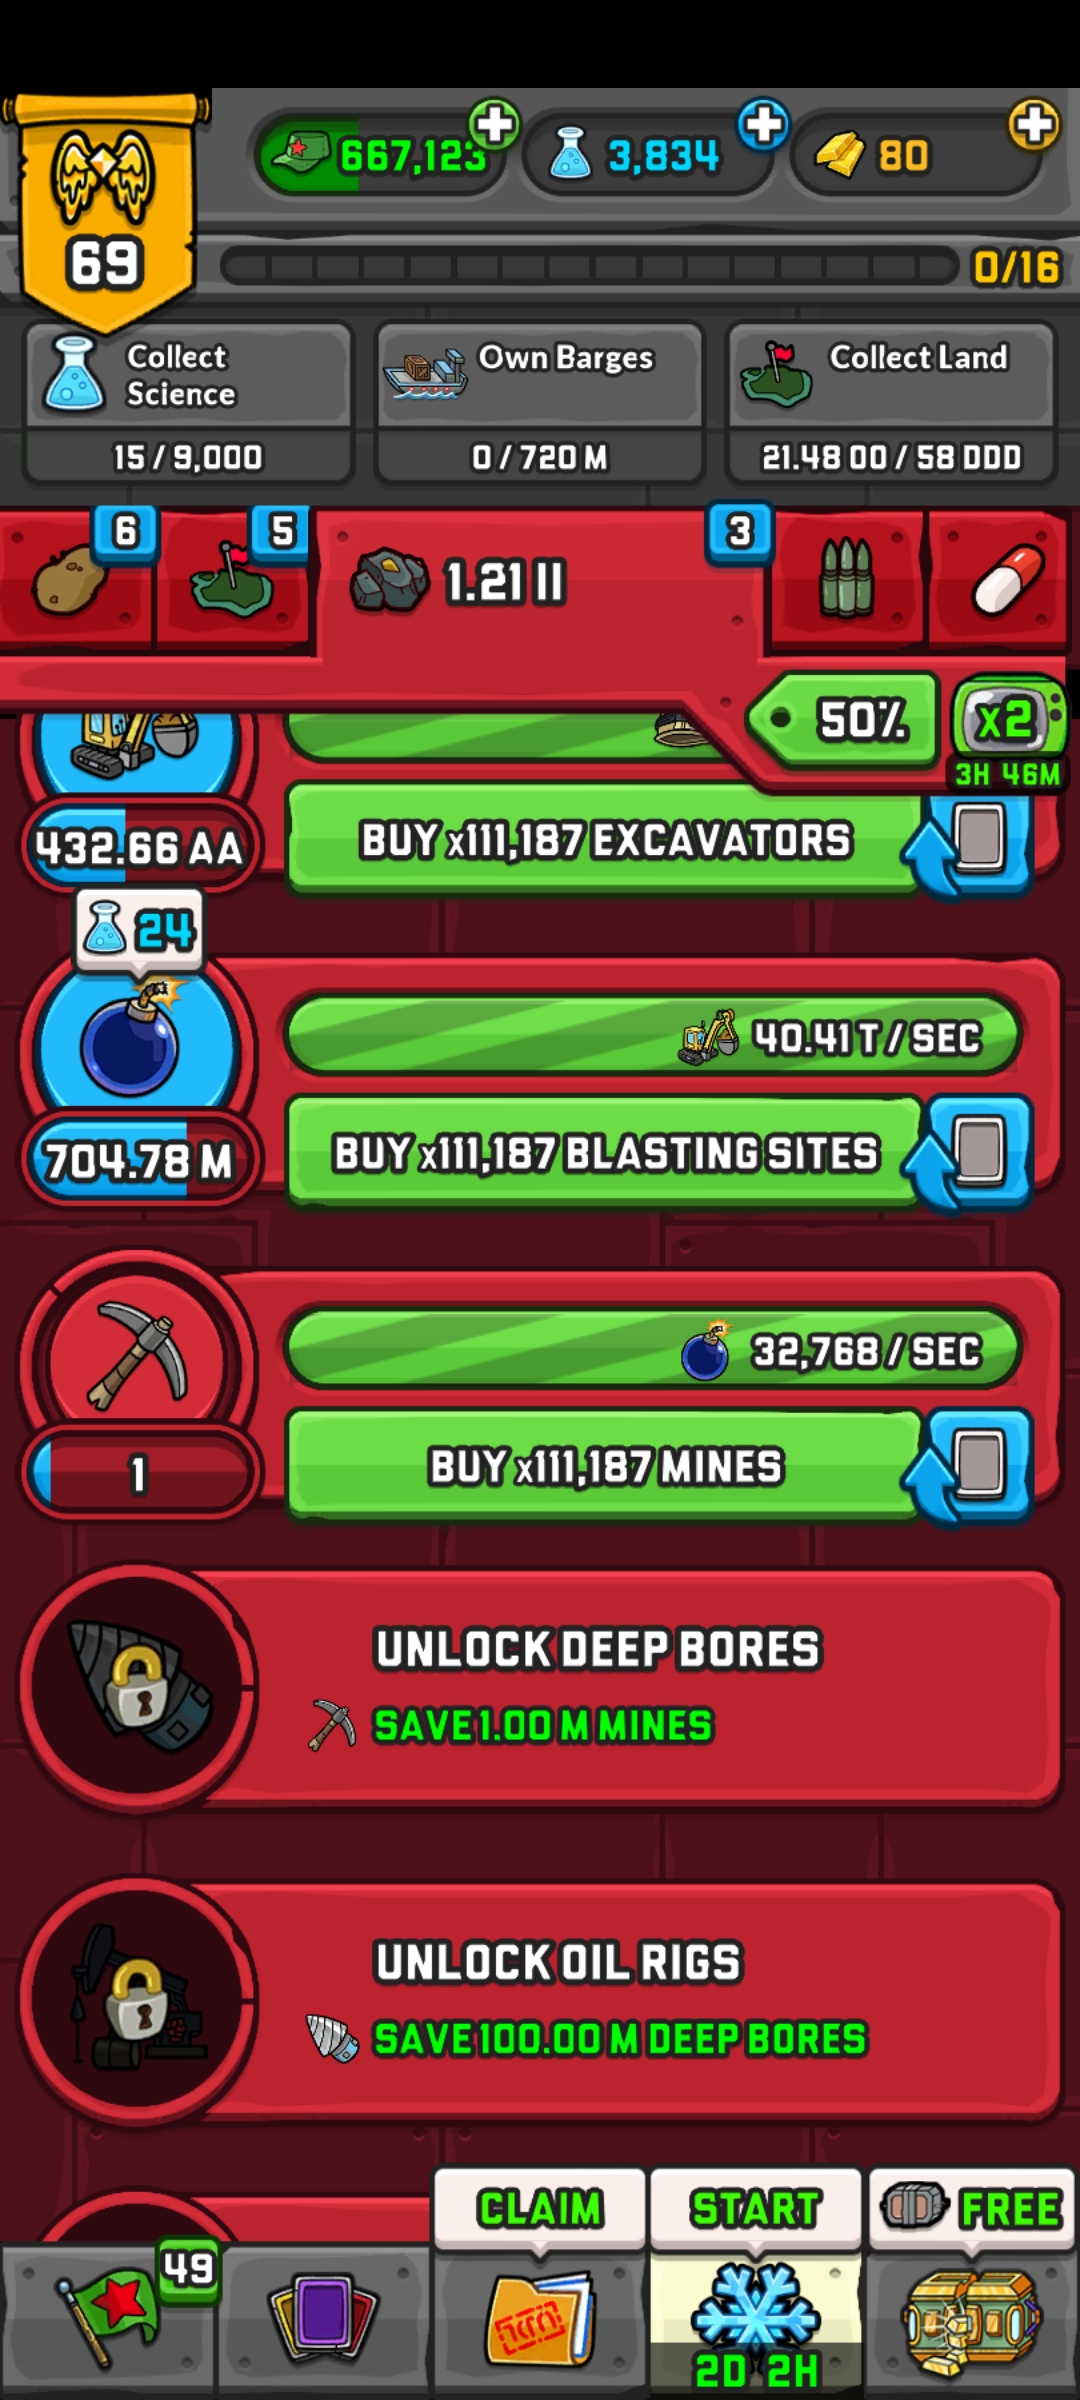 667,123
3,834
80
69
0/16
Collect
Science
Own Barges
Collect Land
15 / 9,000
0 / 720 M
21.48 OO / 58 DDD
6
5
3
1.21 II
50%
x2
3H 46M
432.66 AA
BUY x111,187 EXCAVATORS
24
40.41 T / SEC
704.78 M
BUY x111,187 BLASTING SITES
32,768 / SEC
1
BUY x111,187 MINES
UNLOCK DEEP BORES
SAVE 1.00 M MINES
UNLOCK OIL RIGS
SAVE 100.00 M DEEP BORES
CLAIM
START
FREE
49
2D 2H